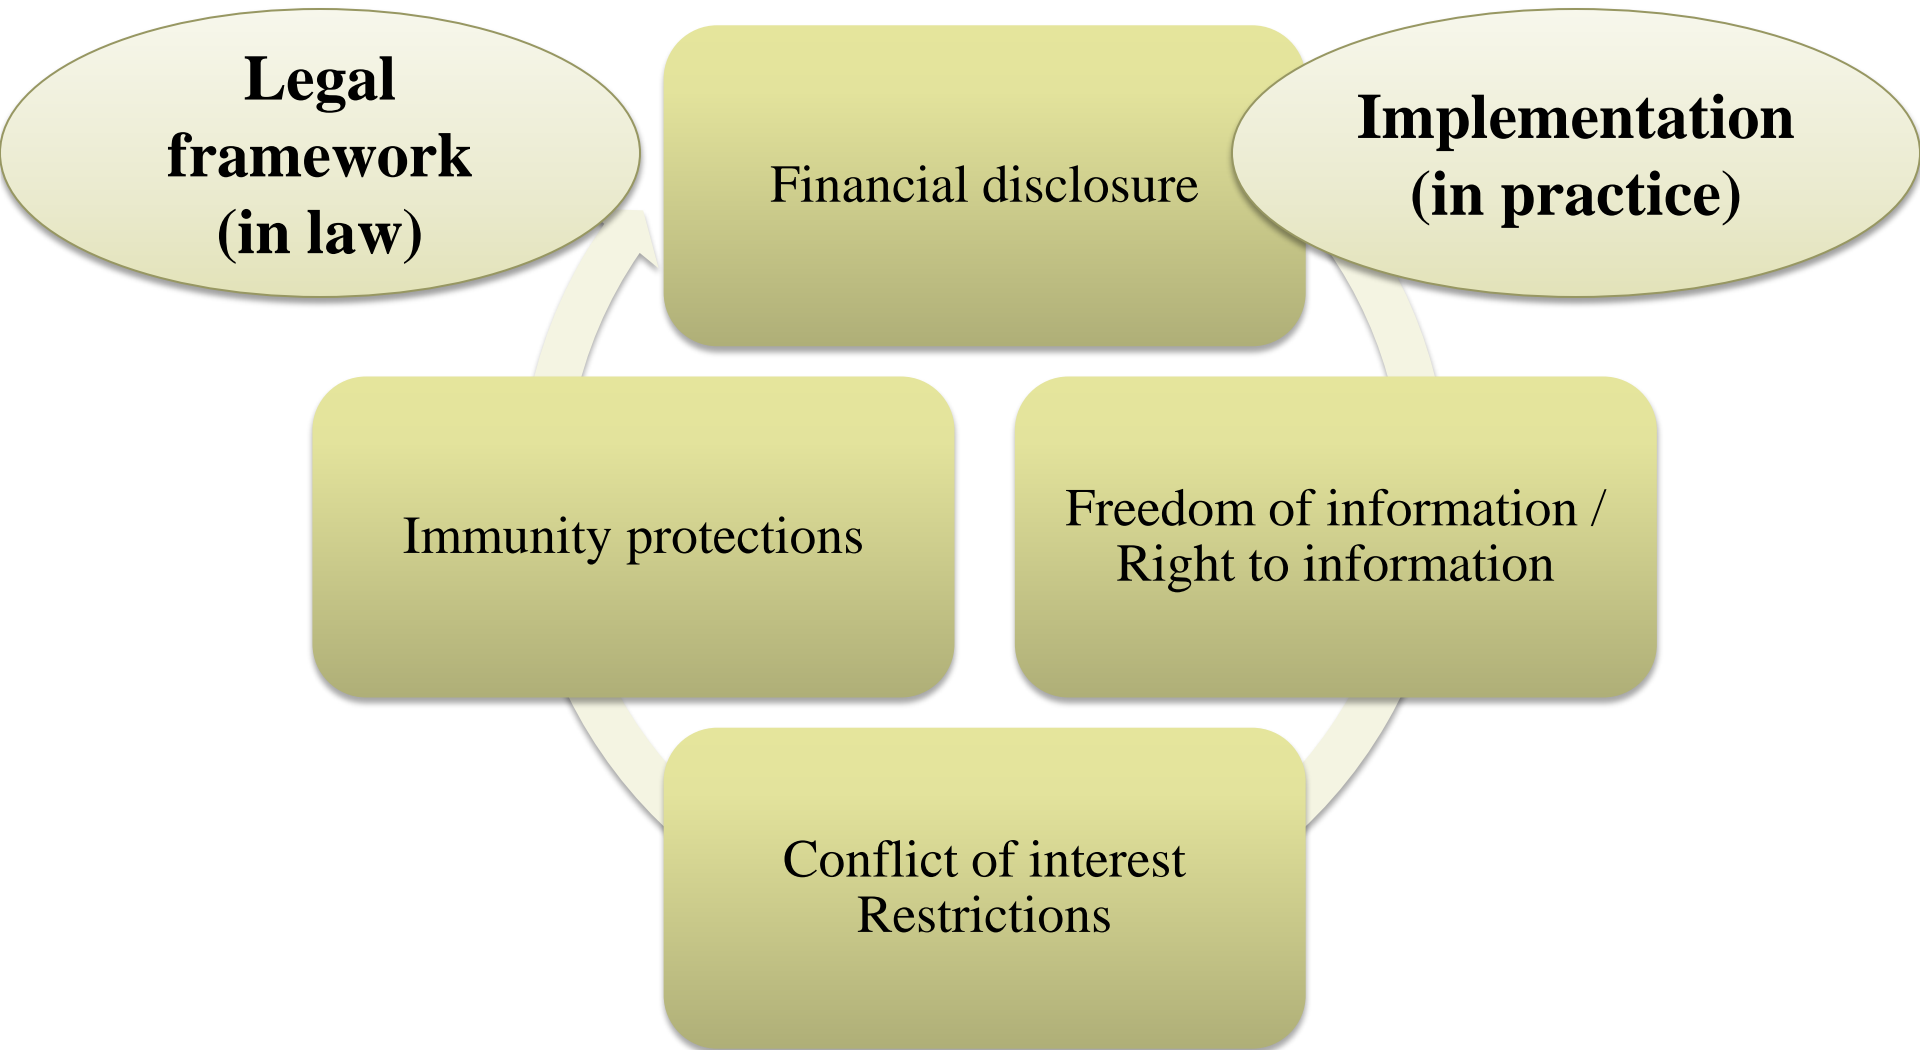 Legal
framework
(in law)
Financial disclosure
Implementation
(in practice)
Immunity protections
Freedom of information /
Right to information
Conflict of interest
Restrictions